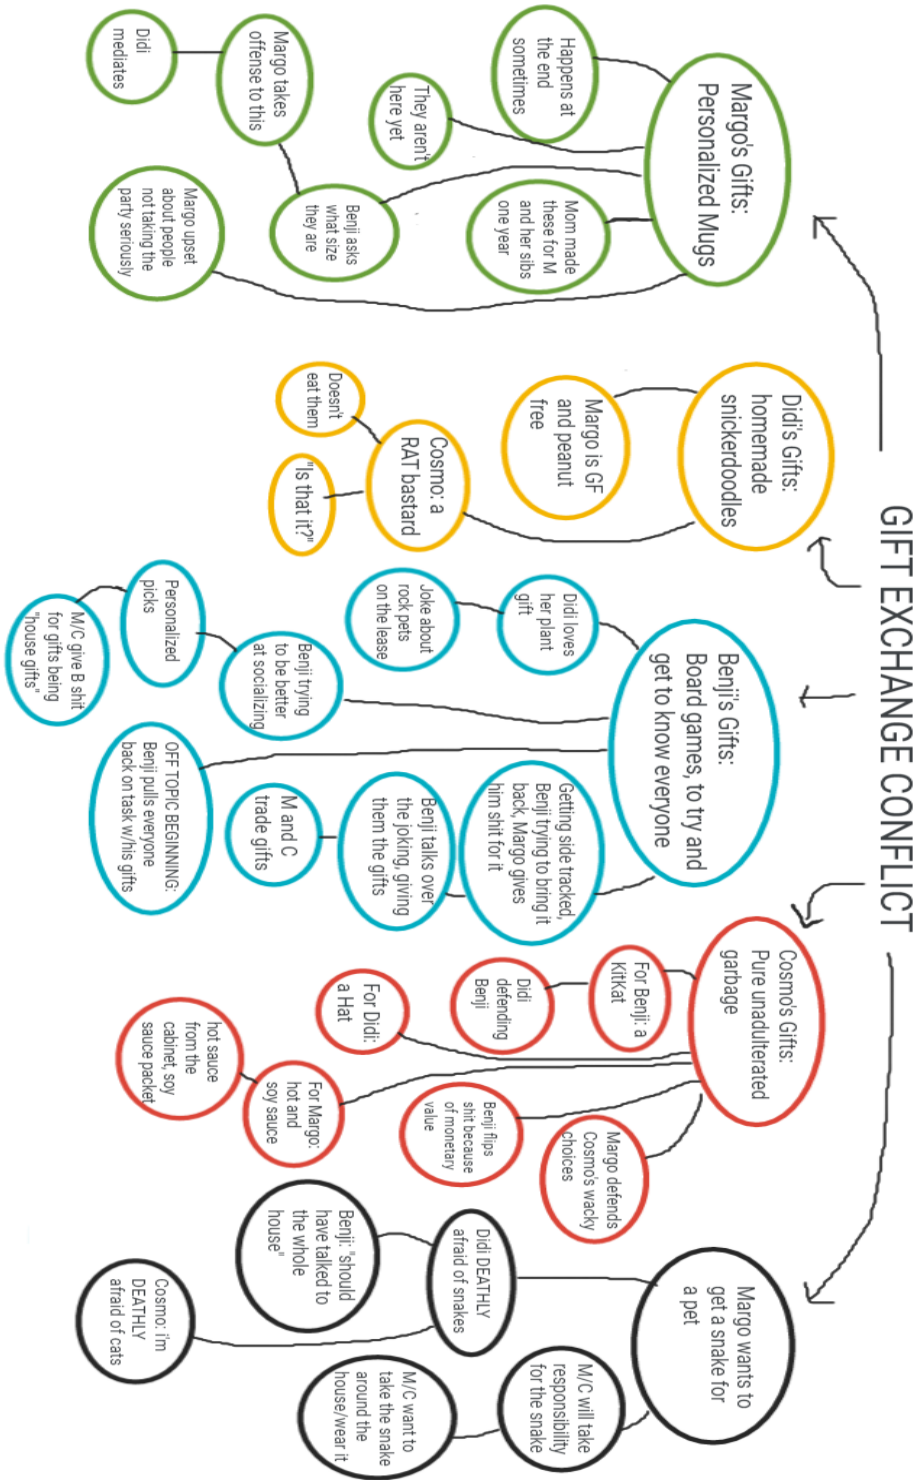 GIFT EXCHANGE CONFLICT
Margo's Gifts:
Personalized Mugs
Happens at
the end
sometimes
They aren't
here yet
Mom made
these for M
and her sibs
one year
Benji asks
what size
they are
Margo takes
offense to this
Didi
mediates
Margo upset
about people
not taking the
party seriously
Didi's Gifts:
homemade
snickerdoodles
Margo is GF
and peanut
free
Cosmo: a
RAT bastard
Doesn't
eat them
"Is that it?"
Benji's Gifts:
Board games, to try and
get to know everyone
Didi loves
her plant
gift
Joke about
rock pets
on the lease
Benji trying
to be better
at socializing
Personalized
picks
M/C give B shit
for gifts being
"house gifts"
OFF TOPIC BEGINNING:
Benji pulls everyone
back on task w/his gifts
Getting side tracked,
Benji trying to bring it
back, Margo gives
him shit for it
Benji talks over
the joking, giving
them the gifts
M and C
trade gifts
Cosmo's Gifts:
Pure unadulterated
garbage
For Benji: a
KitKat
Didi
defending
Benji
For Didi:
a Hat
For Margo:
hot and
soy sauce
hot sauce
from the
cabinet, soy
sauce packet
Benji flips
shit because
of monetary
value
Margo defends
Cosmo's wacky
choices
Margo wants to
get a snake for
a pet
Didi DEATHLY
afraid of snakes
Benji: "should
have talked to
the whole
house"
Cosmo: i'm
DEATHLY
afraid of cats
M/C will take
responsibility
for the snake
M/C want to
take the snake
around the
house/wear it